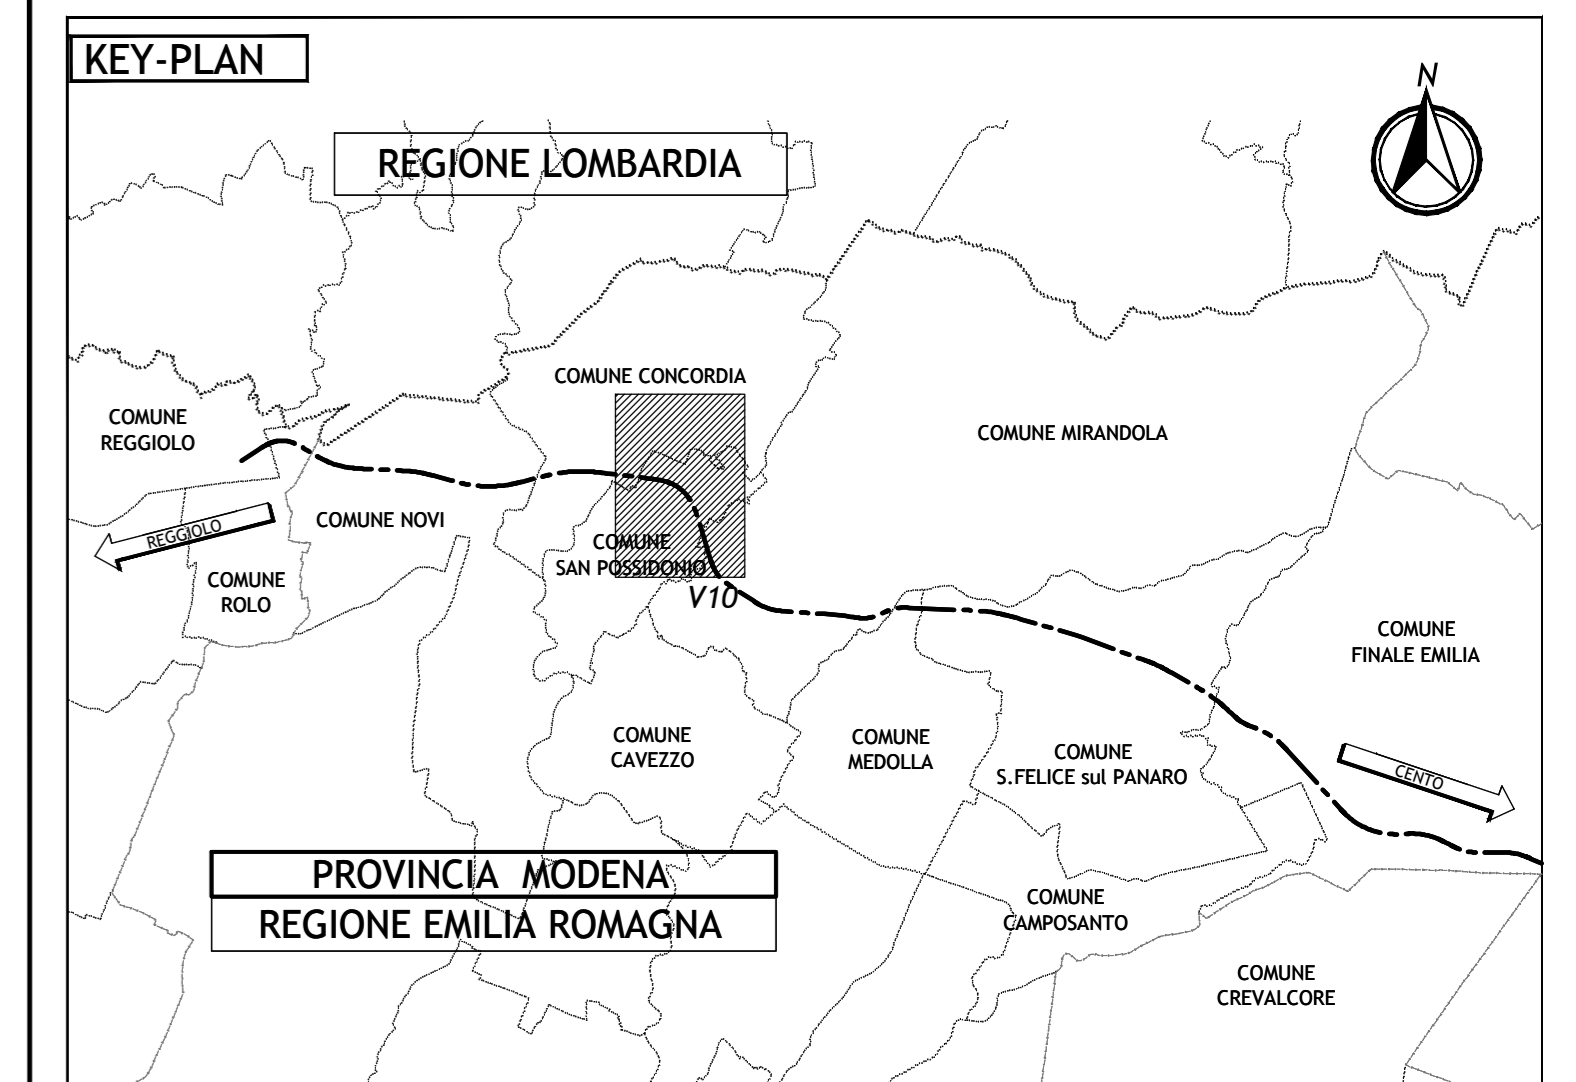 KEY-PLAN
N
REGIONE LOMBARDIA
COMUNE CONCORDIA
COMUNE
REGGIOLO
COMUNE MIRANDOLA
REGGIOLO
COMUNE NOVI
COMUNE
SAN POSSIDONIO
COMUNE
ROLO
V10
COMUNE
FINALE EMILIA
COMUNE
CAVEZZO
COMUNE
MEDOLLA
COMUNE
S.FELICE sul PANARO
CENTO
PROVINCIA MODENA
REGIONE EMILIA ROMAGNA
COMUNE
CAMPOSANTO
COMUNE
CREVALCORE